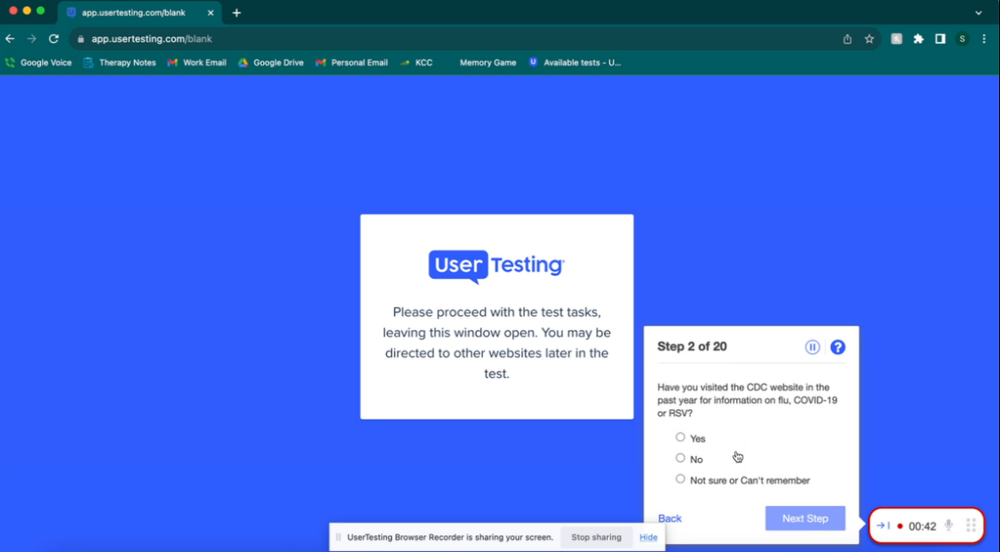 app.usertesting.com/blank
app.usertesting.com/blank
S
Google Voice Therapy Notes Work Email Google Drive Personal Email KCC Memory Game Available tests - U...
User Testing
Please proceed with the test tasks,
leaving this window open. You may be
directed to other websites later in the
test.
Step 2 of 20
Have you visited the CDC website in the
past year for information on flu, COVID-19
or RSV?
Yes
No
Not sure or Can't remember
Back Next Step
00:42
UserTesting Browser Recorder is sharing your screen. Stop sharing Hide